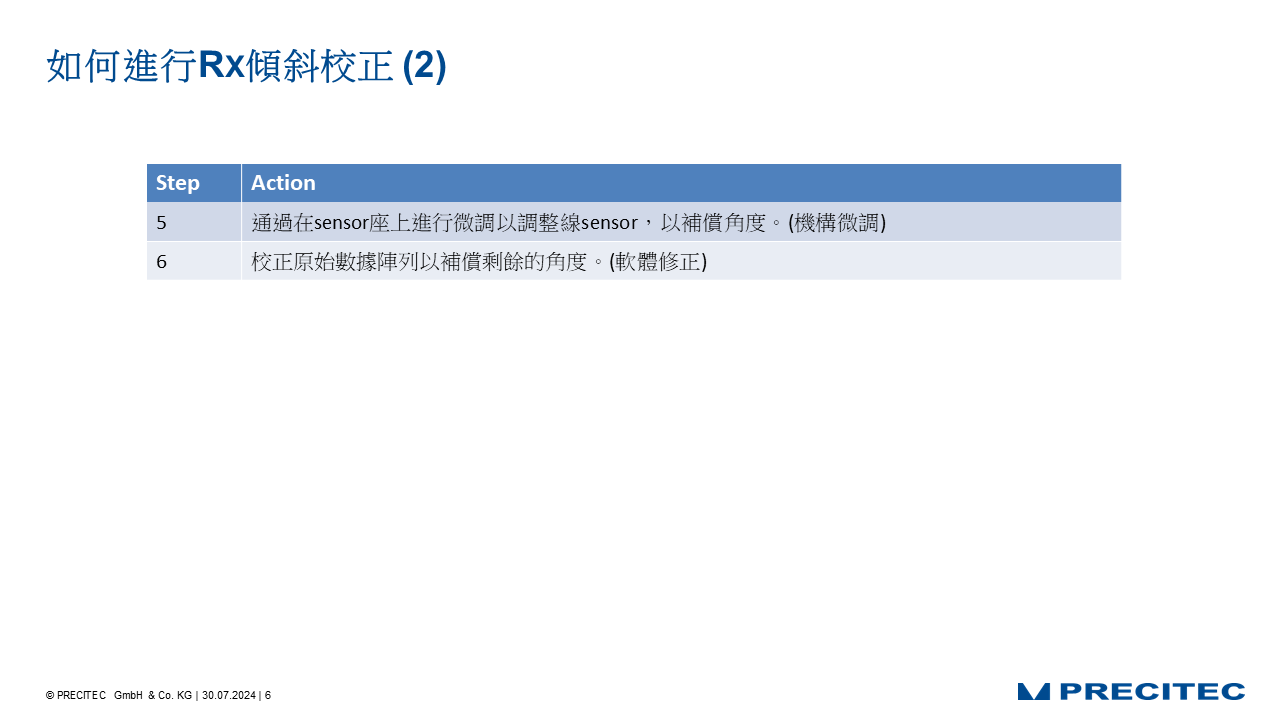 如何進行Rx傾斜校正 (2)
Step Action
5 通過在sensor座上進行微調以調整線sensor，以補償角度。(機構微調)
6 校正原始數據陣列以補償剩餘的角度。(軟體修正)
© PRECITEC GmbH & Co. KG | 30.07.2024 | 6
PRECITEC